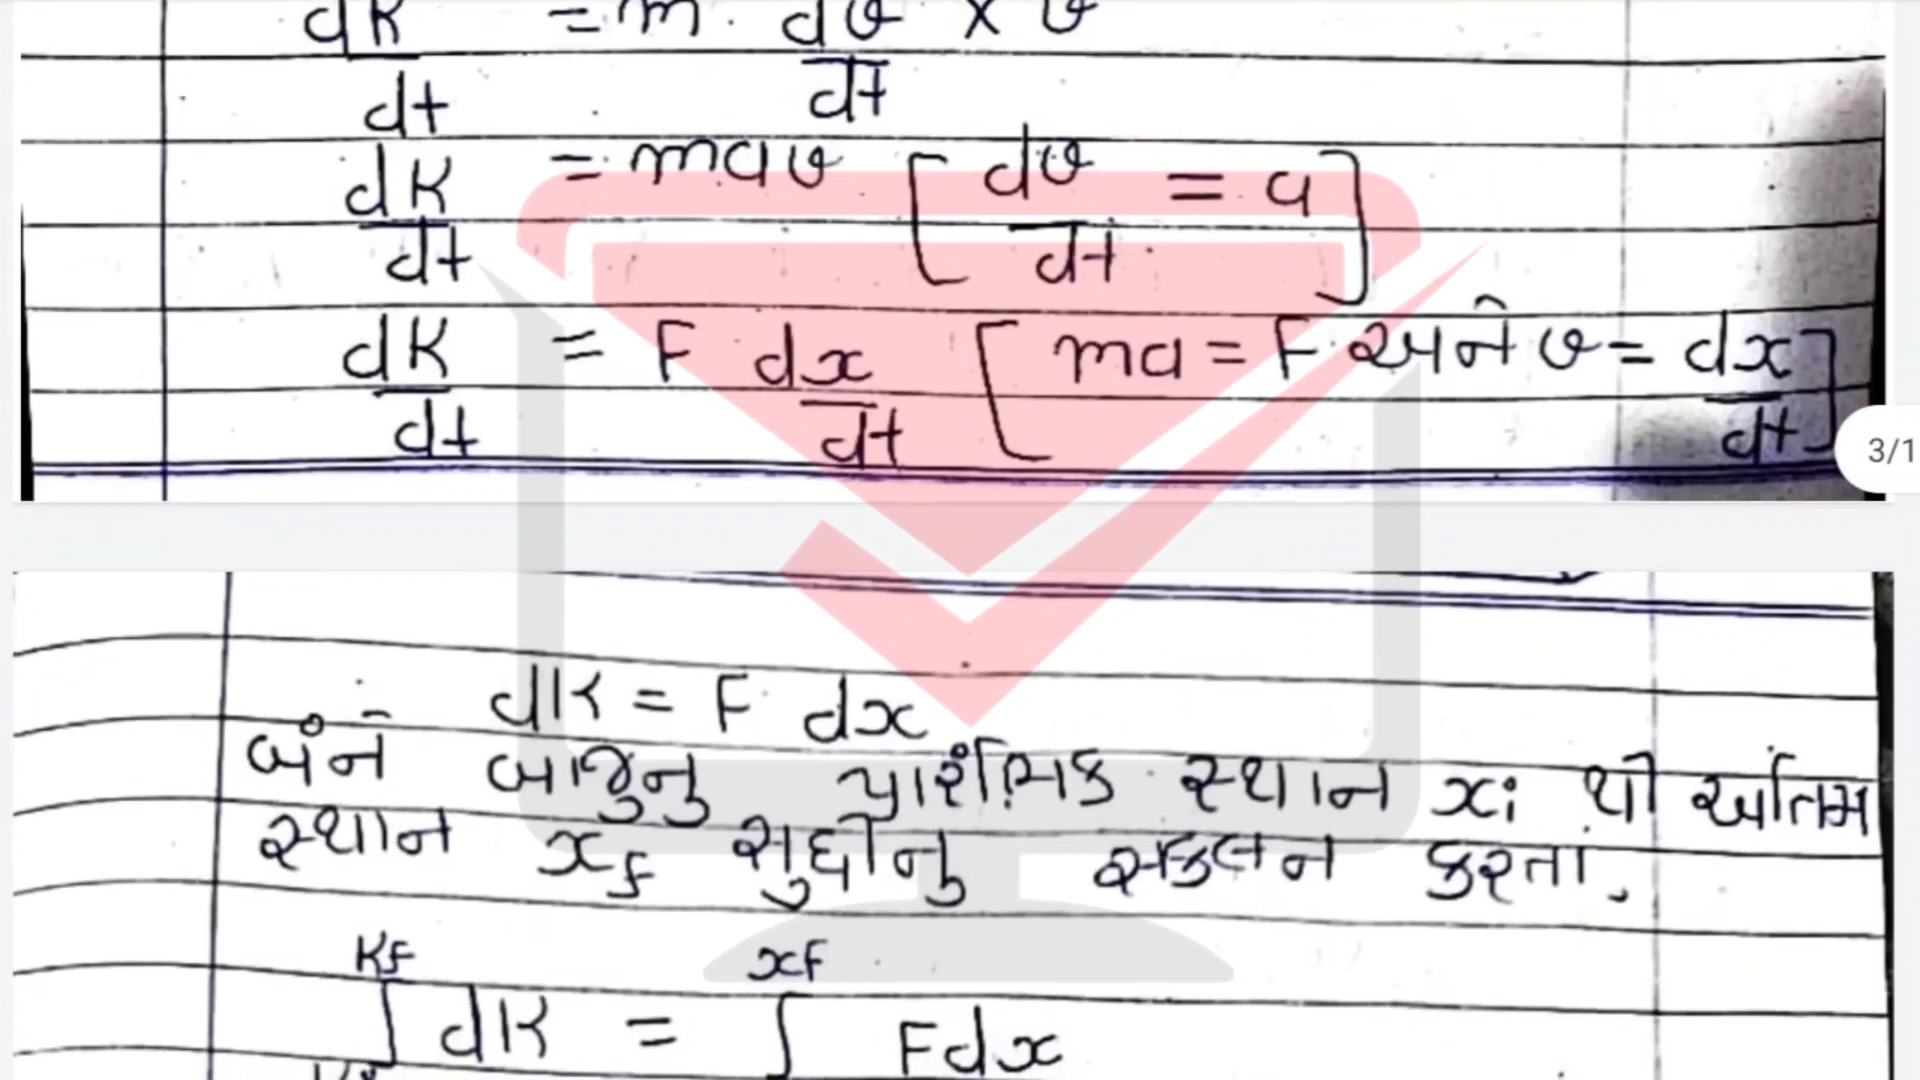 dK = m . dv × v
dt dt
dK = mav [ dv = a ]
dt dt
dK = F dx [ ma = F અને v = dx ]
dt dt dt
3/1
dK = F dx
બંને બાજુનુ પ્રારંભિક સ્થાન xi થી અંતિમ
સ્થાન xF સુદ્દીનુ સંકલન કરતાં,
KF xF
∫ dK = ∫ Fdx